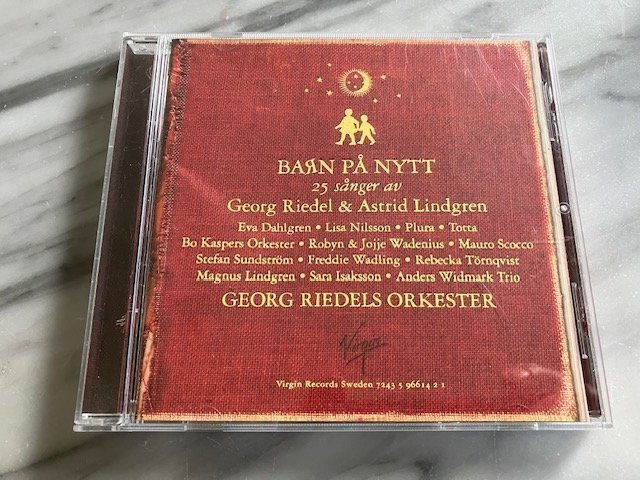 BAЯN PÅ NYTT
25 sånger av
Georg Riedel & Astrid Lindgren
Eva Dahlgren • Lisa Nilsson • Plura • Totta
Bo Kaspers Orkester • Robyn & Jojje Wadenius • Mauro Scocco
Stefan Sundström • Freddie Wadling • Rebecka Törnqvist
Magnus Lindgren • Sara Isaksson • Anders Widmark Trio
GEORG RIEDELS ORKESTER
Virgin
Virgin Records Sweden 7243 5 96614 2 1